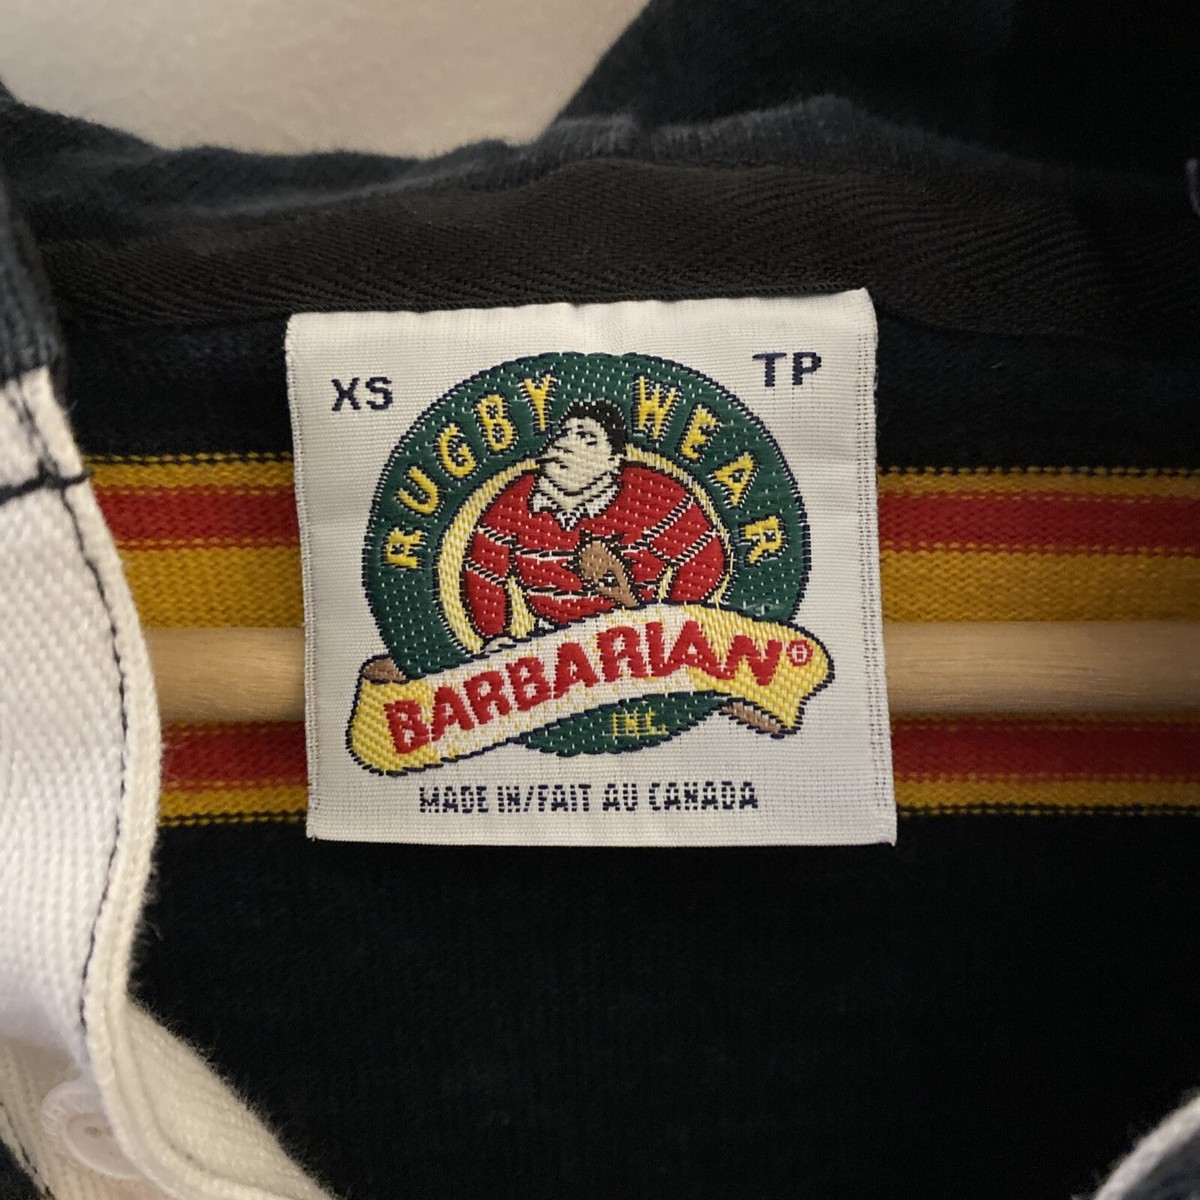 XS
TP
RUGBY WEAR
BARBARIAN®
INC.
MADE IN/FAIT AU CANADA